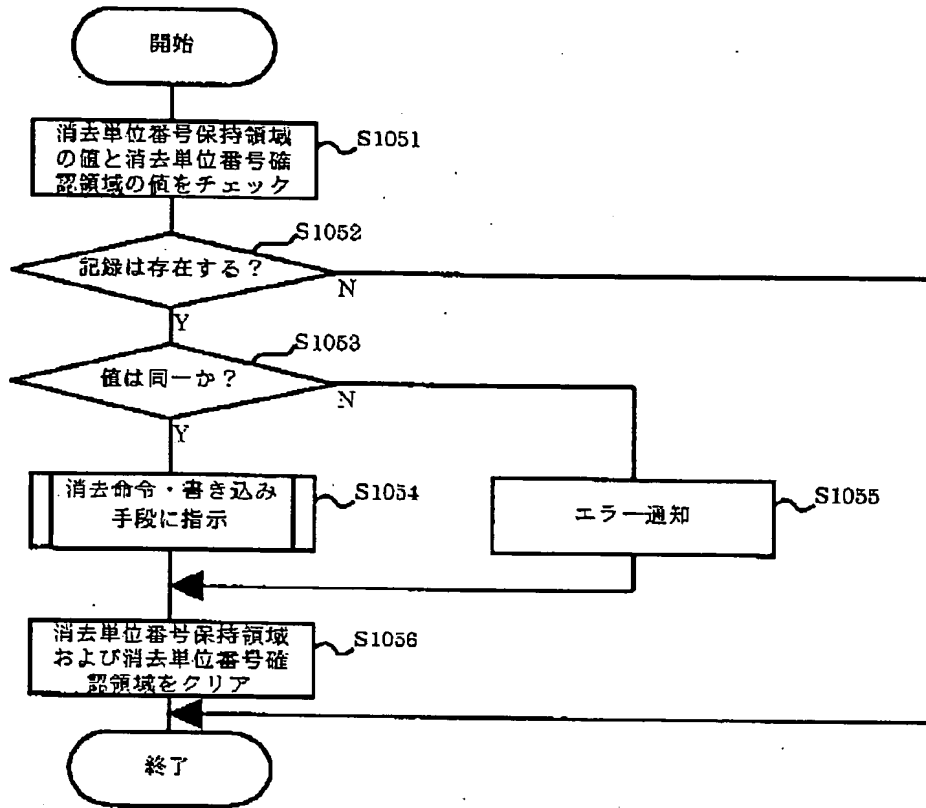 開始
消去単位番号保持領域
の値と消去単位番号確
認領域の値をチェック
S1051
S1052
記録は存在する?
N
Y
S1053
値は同一か?
N
Y
消去命令・書き込み
手段に指示
S1054
エラー通知
S1055
消去単位番号保持領域
および消去単位番号確
認領域をクリア
S1056
終了